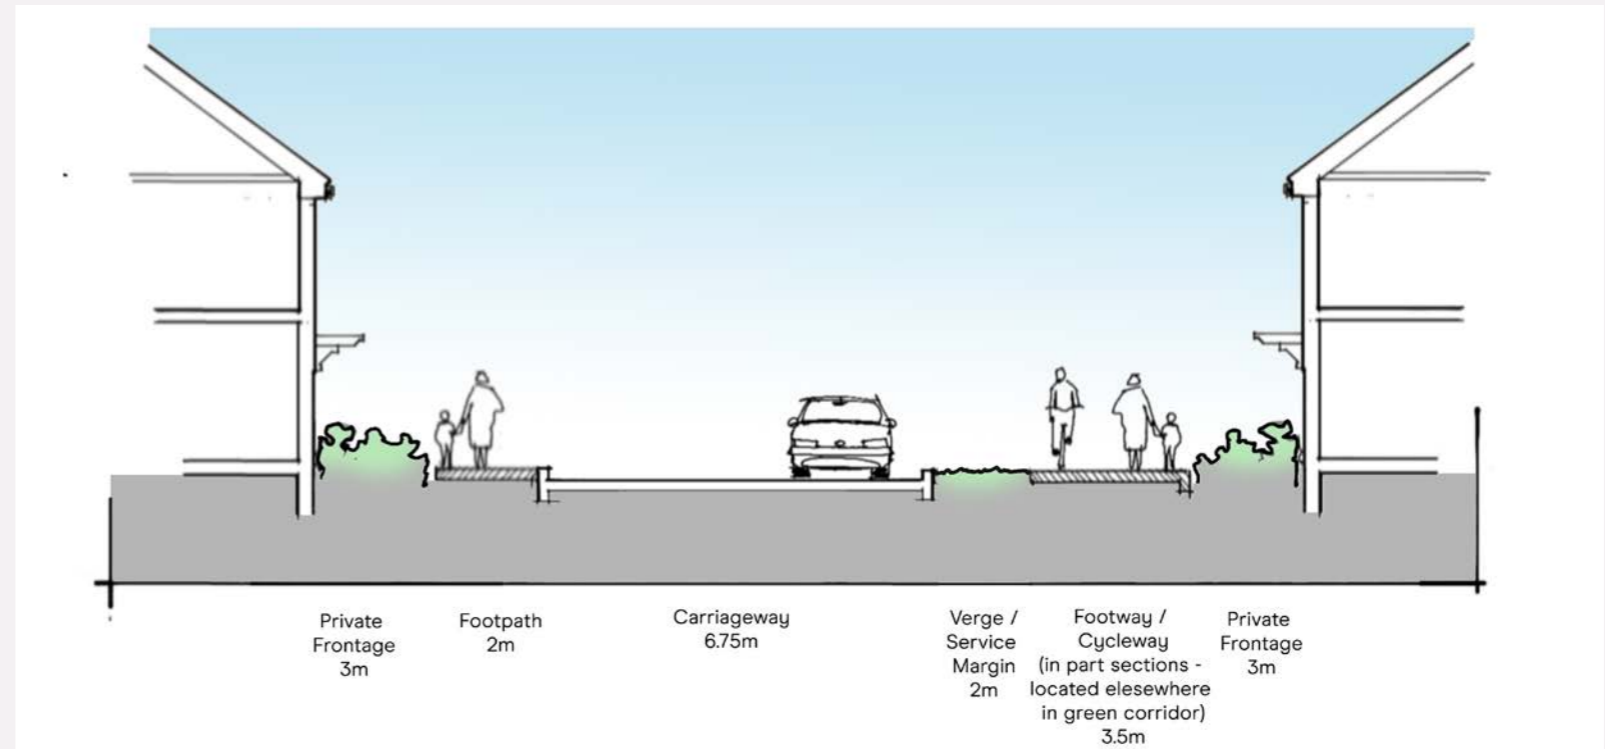 Private
Frontage
3m
Footpath
2m
Carriageway
6.75m
Verge /
Service
Margin
2m
Footway /
Cycleway
(in part sections -
located elesewhere
in green corridor)
3.5m
Private
Frontage
3m